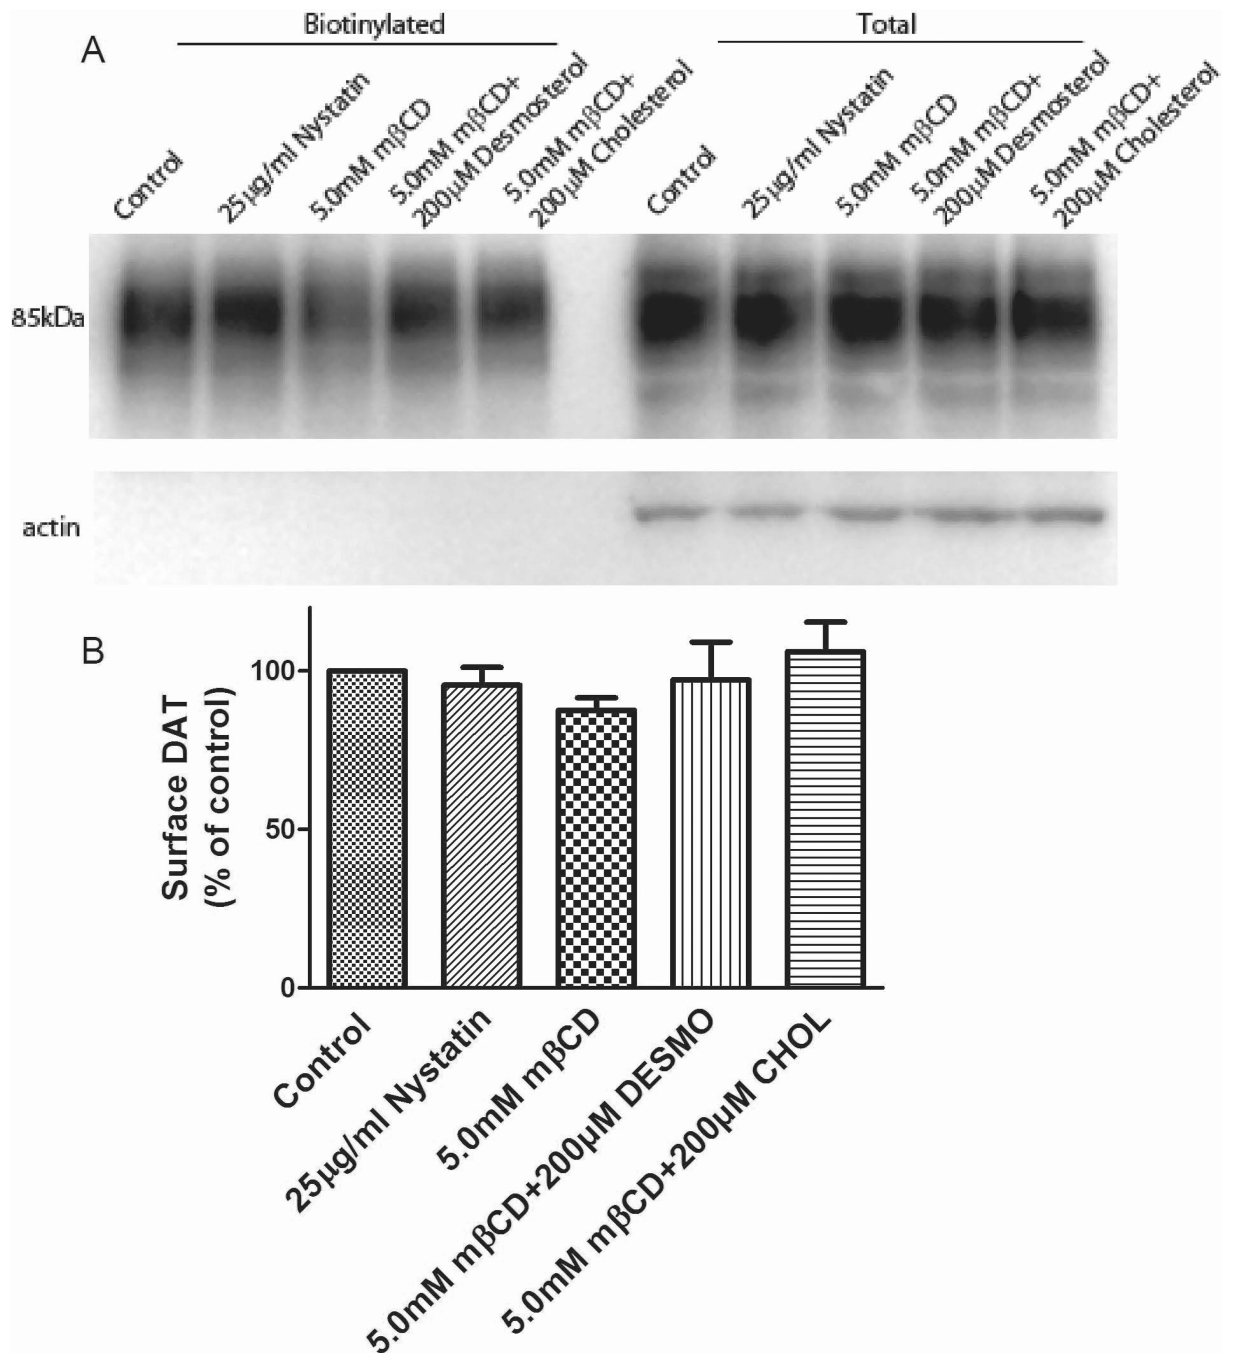 A
Biotinylated
Total
Control
25µg/ml Nystatin
5.0mM mβCD
5.0mM mβCD+
200µM Desmosterol
5.0mM mβCD+
200µM Cholesterol
Control
25µg/ml Nystatin
5.0mM mβCD
5.0mM mβCD+
200µM Desmosterol
5.0mM mβCD+
200µM Cholesterol
85kDa
actin
B
Surface DAT
(% of control)
100
50
0
Control
25µg/ml Nystatin
5.0mM mβCD
5.0mM mβCD+200µM DESMO
5.0mM mβCD+200µM CHOL